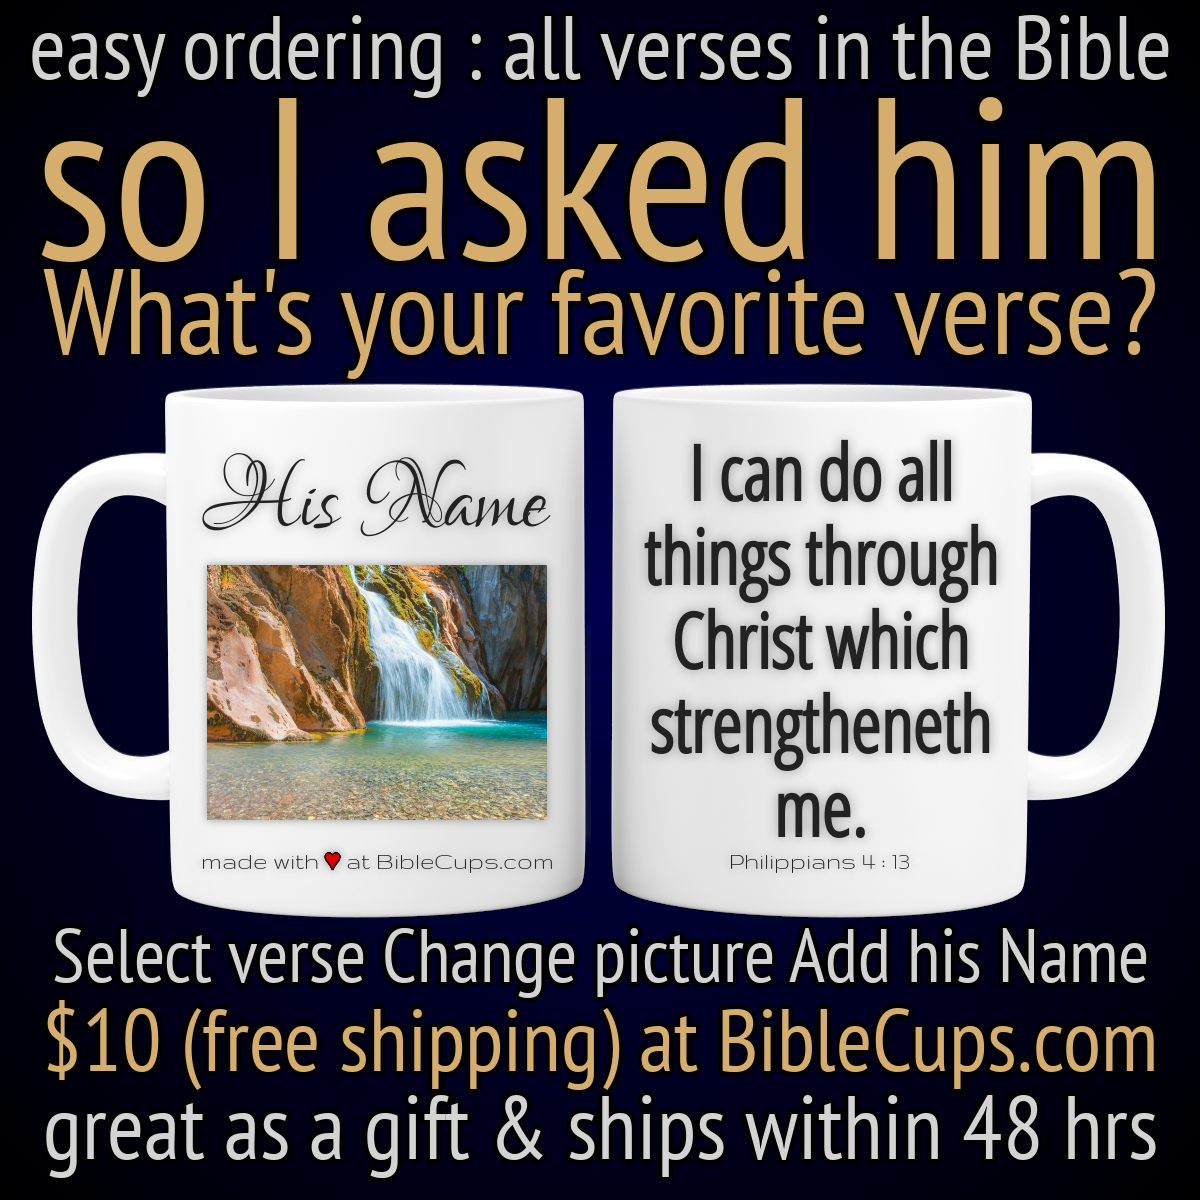 easy ordering : all verses in the Bible
so I asked him
What's your favorite verse?
His Name
made with ♥ at BibleCups.com
I can do all
things through
Christ which
strengtheneth
me.
Philippians 4 : 13
Select verse Change picture Add his Name
$10 (free shipping) at BibleCups.com
great as a gift & ships within 48 hrs